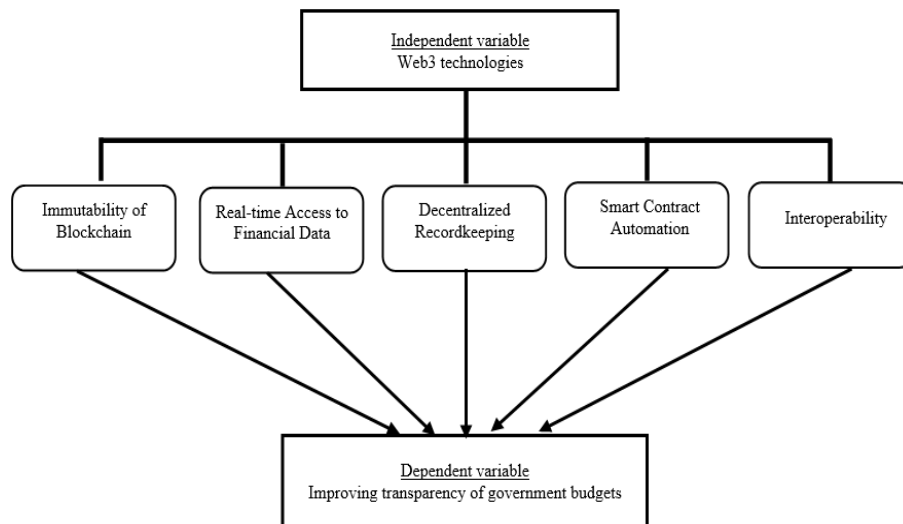 Independent variable
Web3 technologies
Immutability of
Blockchain
Real-time Access to
Financial Data
Decentralized
Recordkeeping
Smart Contract
Automation
Interoperability
Dependent variable
Improving transparency of government budgets